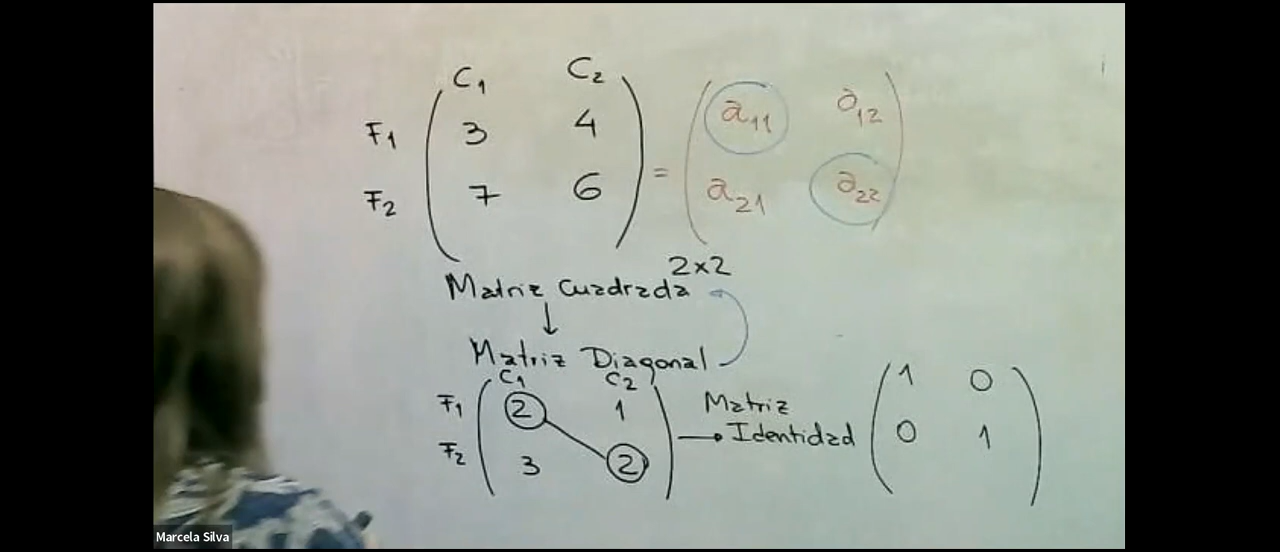 C1 C2
F1 3 4 a11 a12
F2 7 6 = a21 a22
2x2
Matriz Cuadrada
↓
Matriz Diagonal
C1 C2
F1 2 1 Matriz 1 0
F2 3 2 → Identidad 0 1
Marcela Silva